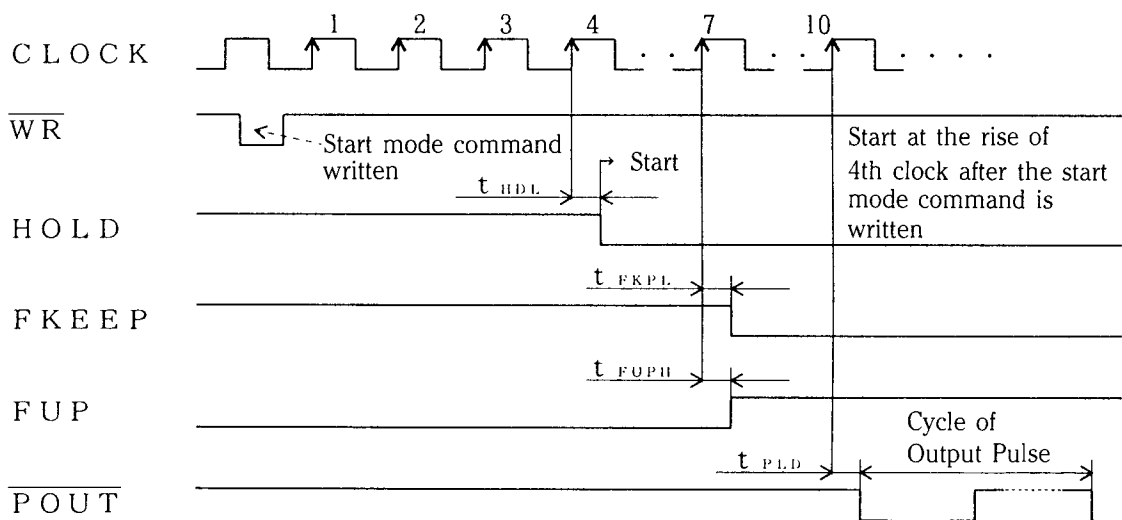 1 2 3 4 7 10
CLOCK
WR
Start mode command
written
Start
Start at the rise of
4th clock after the start
mode command is
written
t HDL
HOLD
t FKPL
FKEEP
t FUPH
FUP
Cycle of
Output Pulse
t PLD
POUT